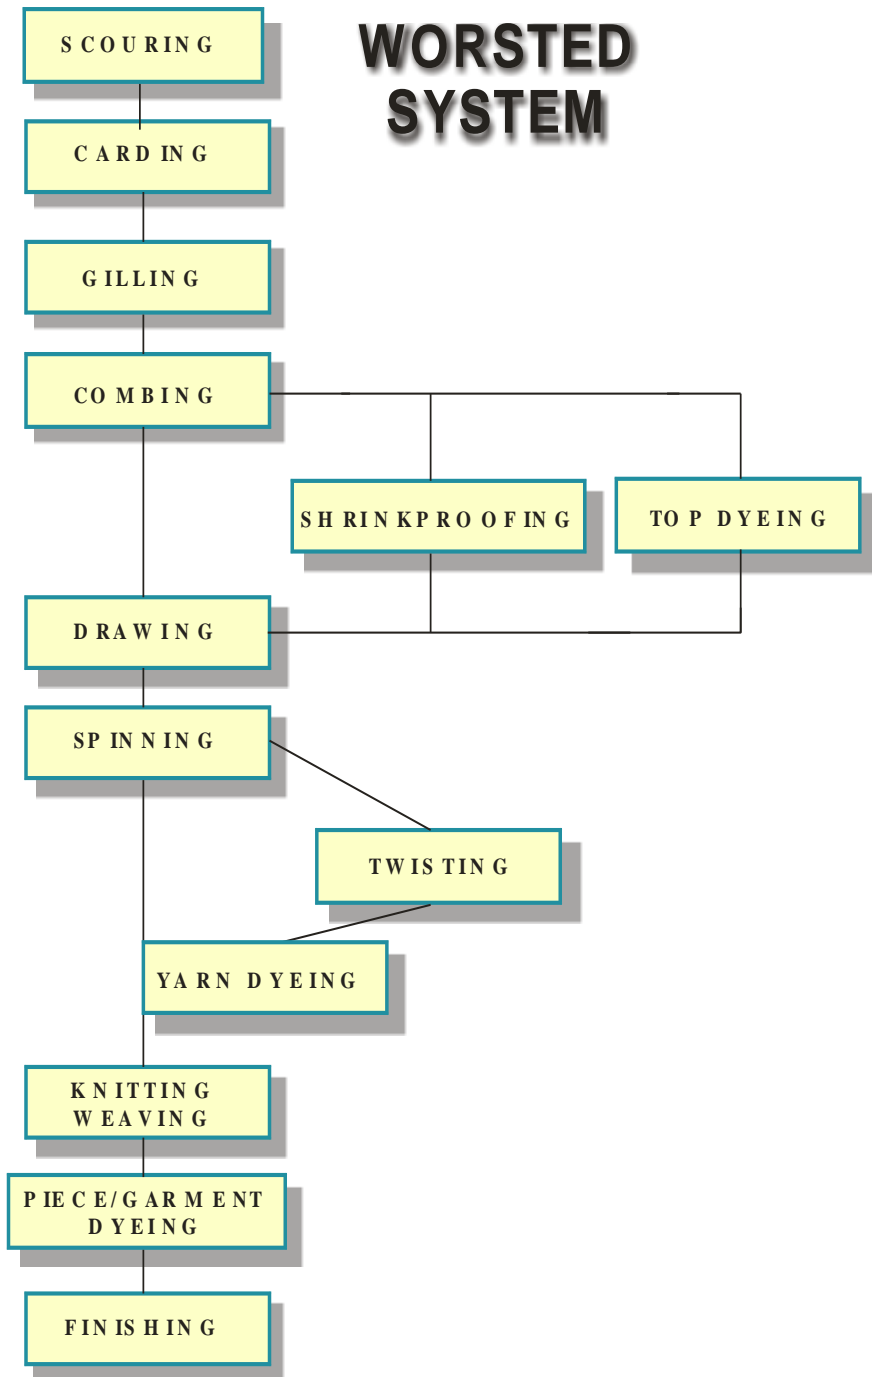 WORSTED
SYSTEM
SCOURING
CARDING
GILLING
COMBING
SHRINKPROOFING
TOP DYEING
DRAWING
SPINNING
TWISTING
YARN DYEING
KNITTING
WEAVING
PIECE/GARMENT
DYEING
FINISHING